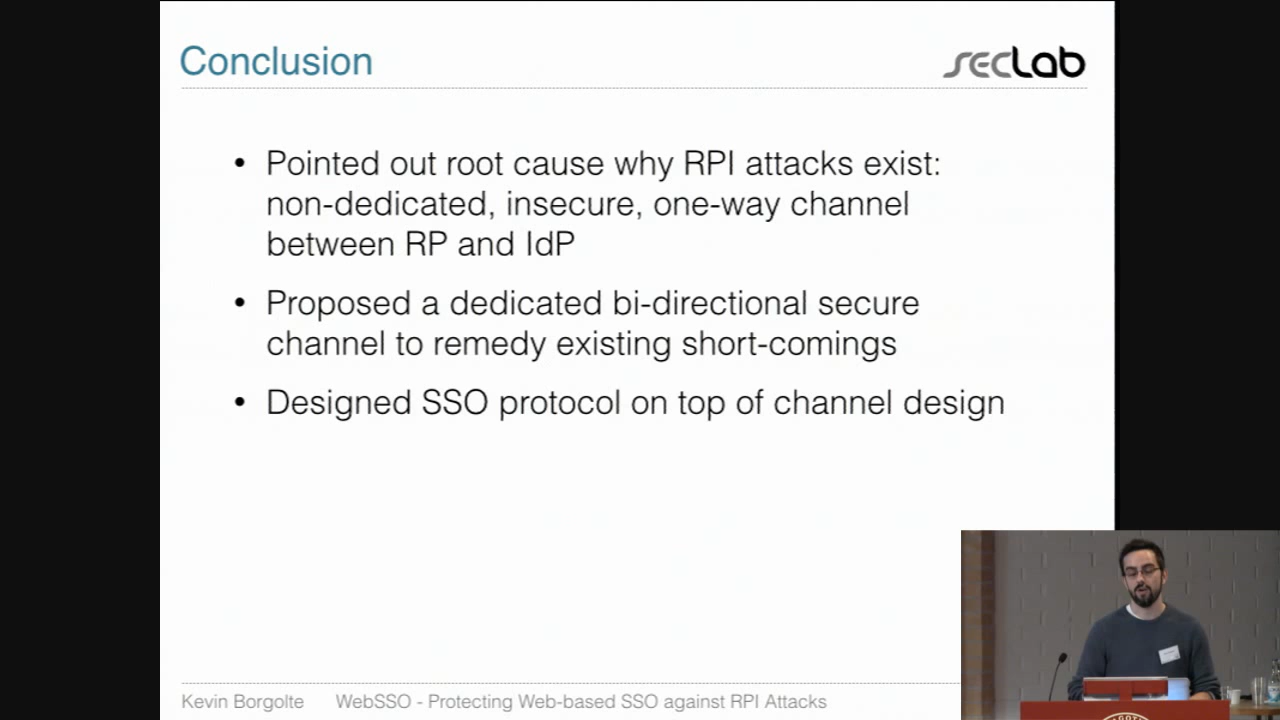 Conclusion
secLab
• Pointed out root cause why RPI attacks exist:
non-dedicated, insecure, one-way channel
between RP and IdP
• Proposed a dedicated bi-directional secure
channel to remedy existing short-comings
• Designed SSO protocol on top of channel design
Kevin Borgolte WebSSO - Protecting Web-based SSO against RPI Attacks